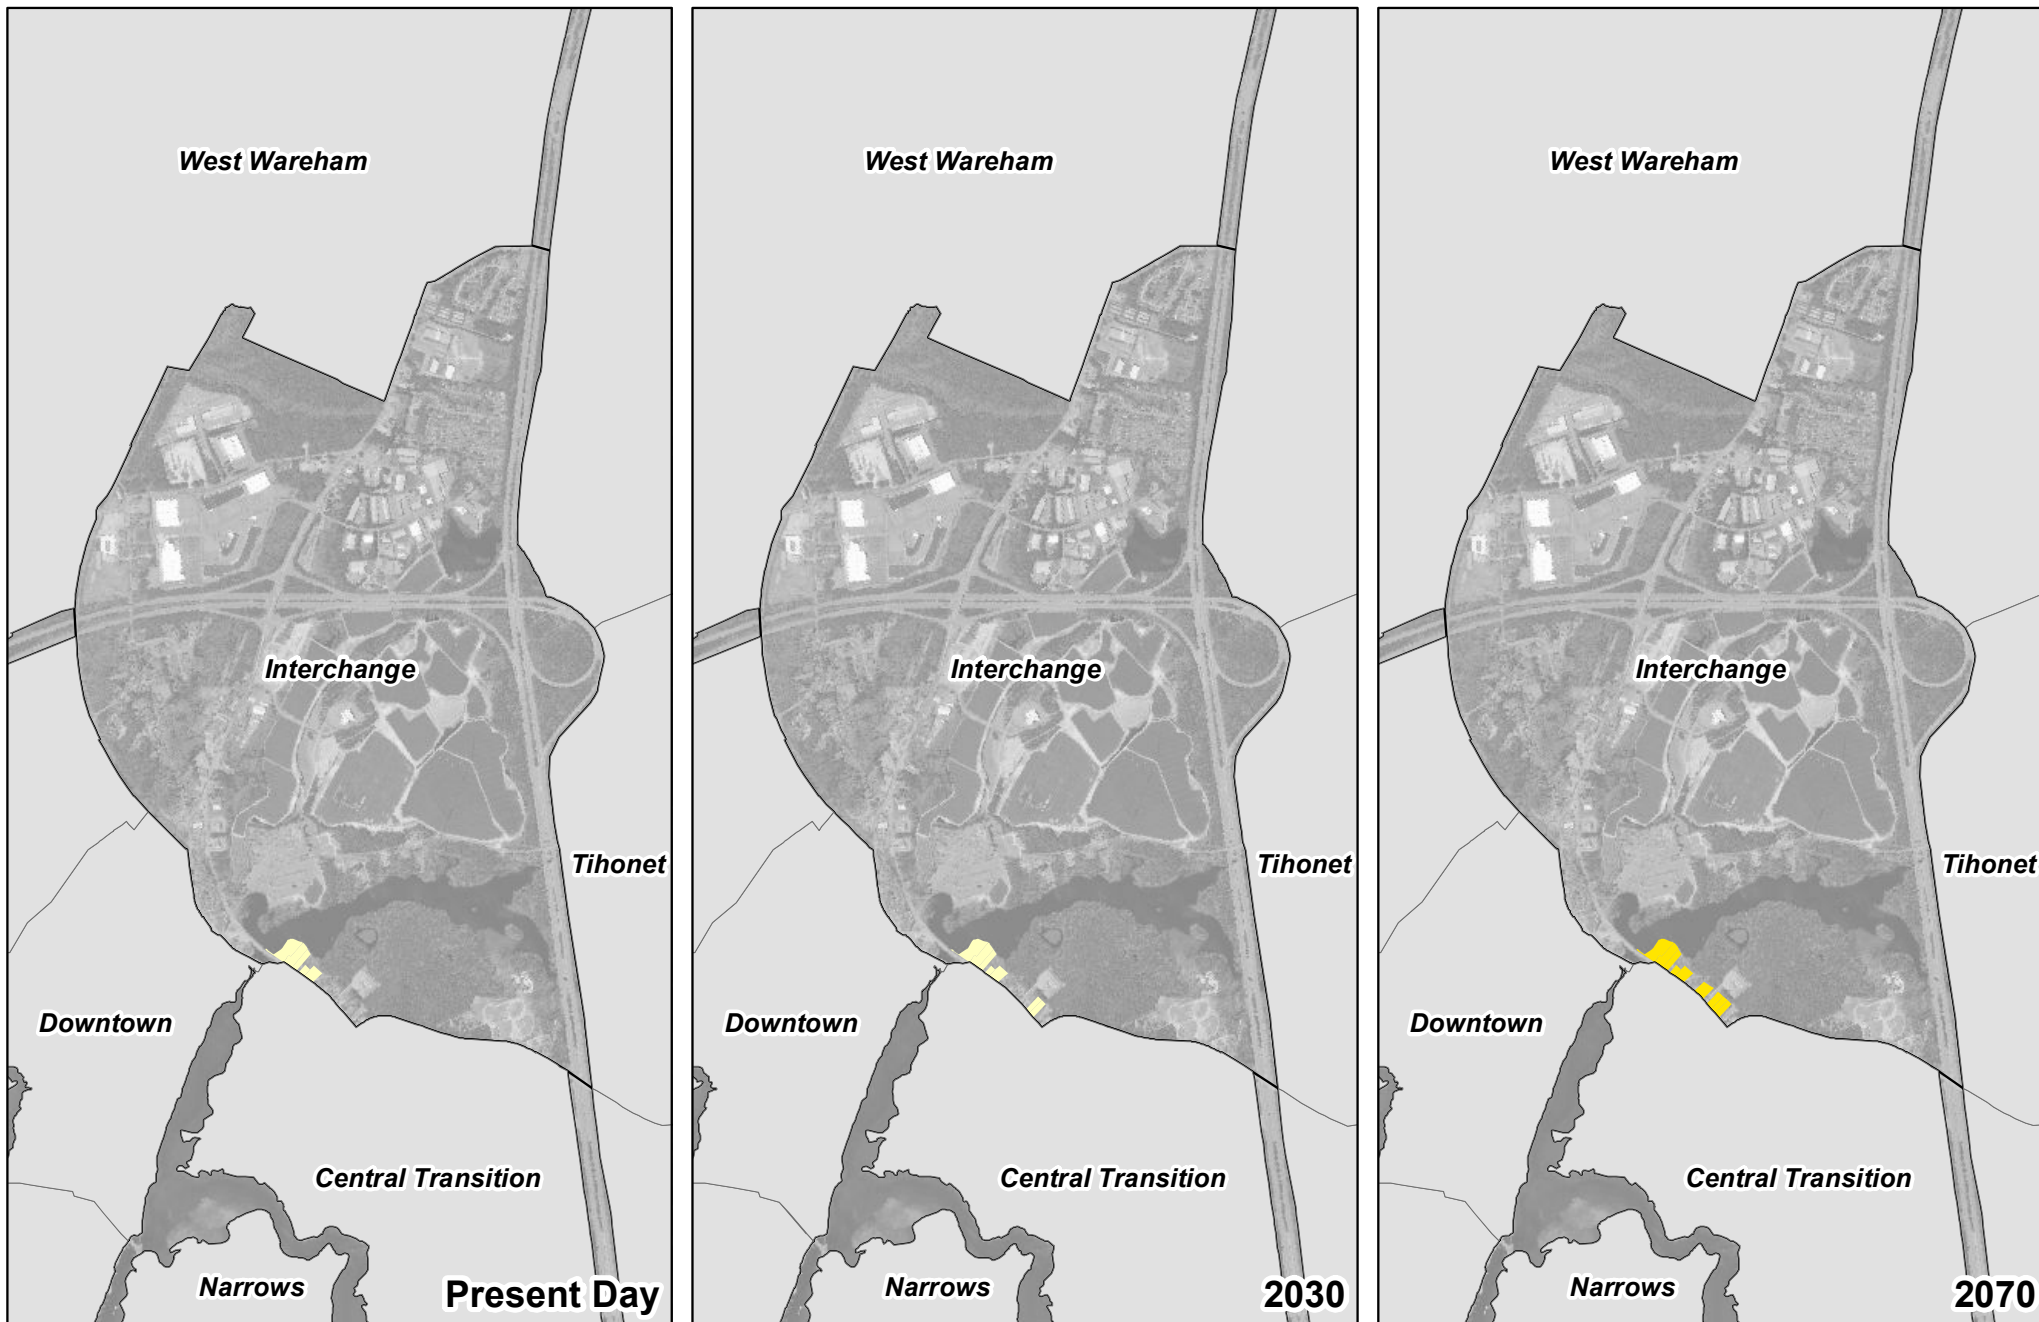 West Wareham
Interchange
Tihonet
Downtown
Central Transition
Narrows
Present Day
West Wareham
Interchange
Tihonet
Downtown
Central Transition
Narrows
2030
West Wareham
Interchange
Tihonet
Downtown
Central Transition
Narrows
2070